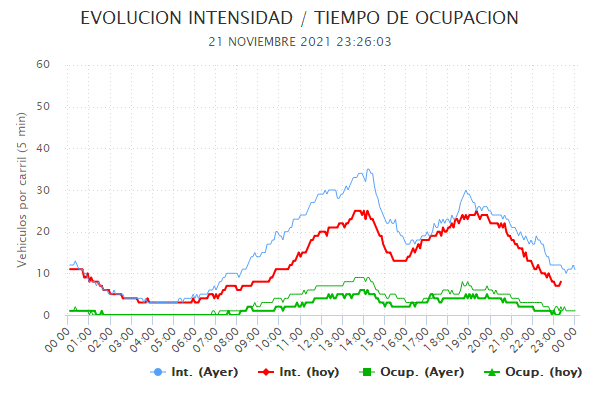 EVOLUCION INTENSIDAD / TIEMPO DE OCUPACION
21 NOVIEMBRE 2021 23:26:03
Vehiculos por carril (5 min)
60
50
40
30
20
10
0
00:00 01:00 02:00 03:00 04:00 05:00 06:00 07:00 08:00 09:00 10:00 11:00 12:00 13:00 14:00 15:00 16:00 17:00 18:00 19:00 20:00 21:00 22:00 23:00 00:00
Int. (Ayer) Int. (hoy) Ocup. (Ayer) Ocup. (hoy)